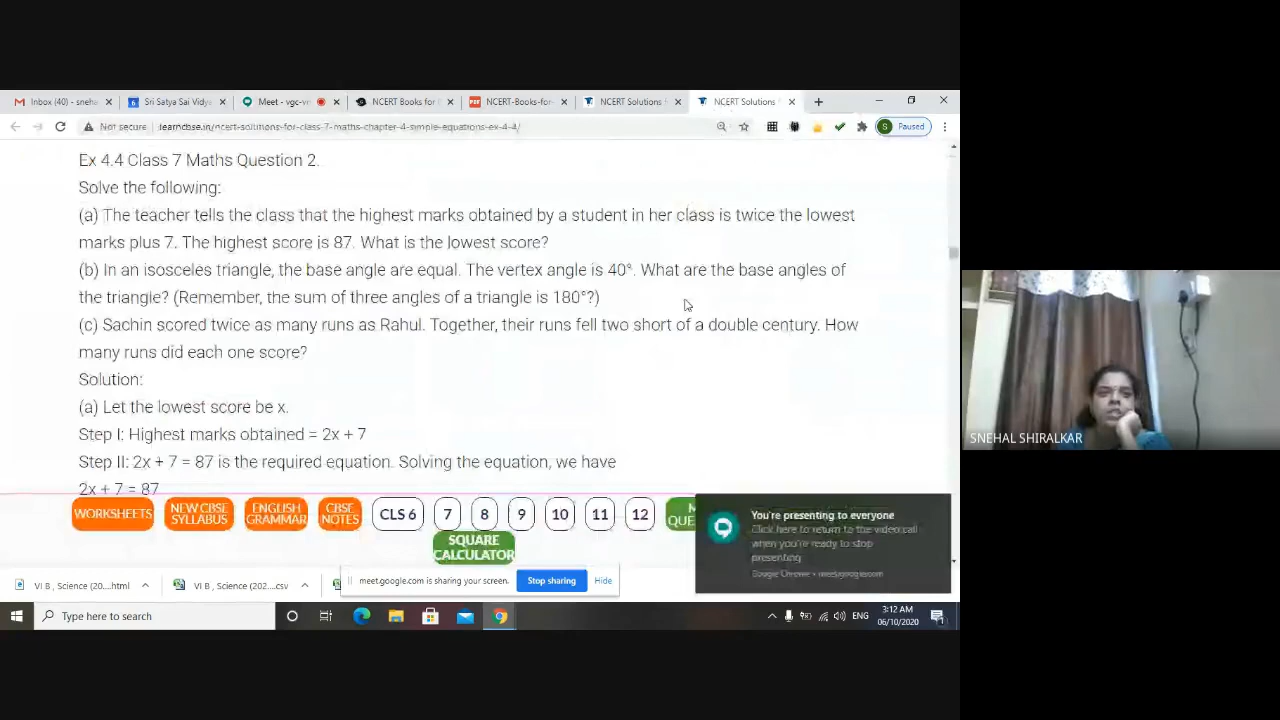 Inbox (40) - sneha
Sri Satya Sai Vidy
Meet - vgc-v
NCERT Books for
NCERT-Books-for-
NCERT Solutions
NCERT Solutions
Not secure
learncbse.in/ncert-solutions-for-class-7-maths-chapter-4-simple-equations-ex-4-4/
S Paused
Ex 4.4 Class 7 Maths Question 2.
Solve the following:
(a) The teacher tells the class that the highest marks obtained by a student in her class is twice the lowest
marks plus 7. The highest score is 87. What is the lowest score?
(b) In an isosceles triangle, the base angle are equal. The vertex angle is 40°. What are the base angles of
the triangle? (Remember, the sum of three angles of a triangle is 180°?)
(c) Sachin scored twice as many runs as Rahul. Together, their runs fell two short of a double century. How
many runs did each one score?
Solution:
(a) Let the lowest score be x.
Step I: Highest marks obtained = 2x + 7
Step II: 2x + 7 = 87 is the required equation. Solving the equation, we have
2x + 7 = 87
WORKSHEETS
NEW CBSE
SYLLABUS
ENGLISH
GRAMMAR
CBSE
NOTES
CLS 6
7
8
9
10
11
12
SQUARE
CALCULATOR
You're presenting to everyone
Click here to return to the video call
when you're ready to stop
presenting
Google Chrome • meet.google.com
VI B , Science (20....html
VI B , Science (202....csv
meet.google.com is sharing your screen.
Stop sharing
Hide
Type here to search
ENG
3:12 AM
06/10/2020
SNEHAL SHIRALKAR